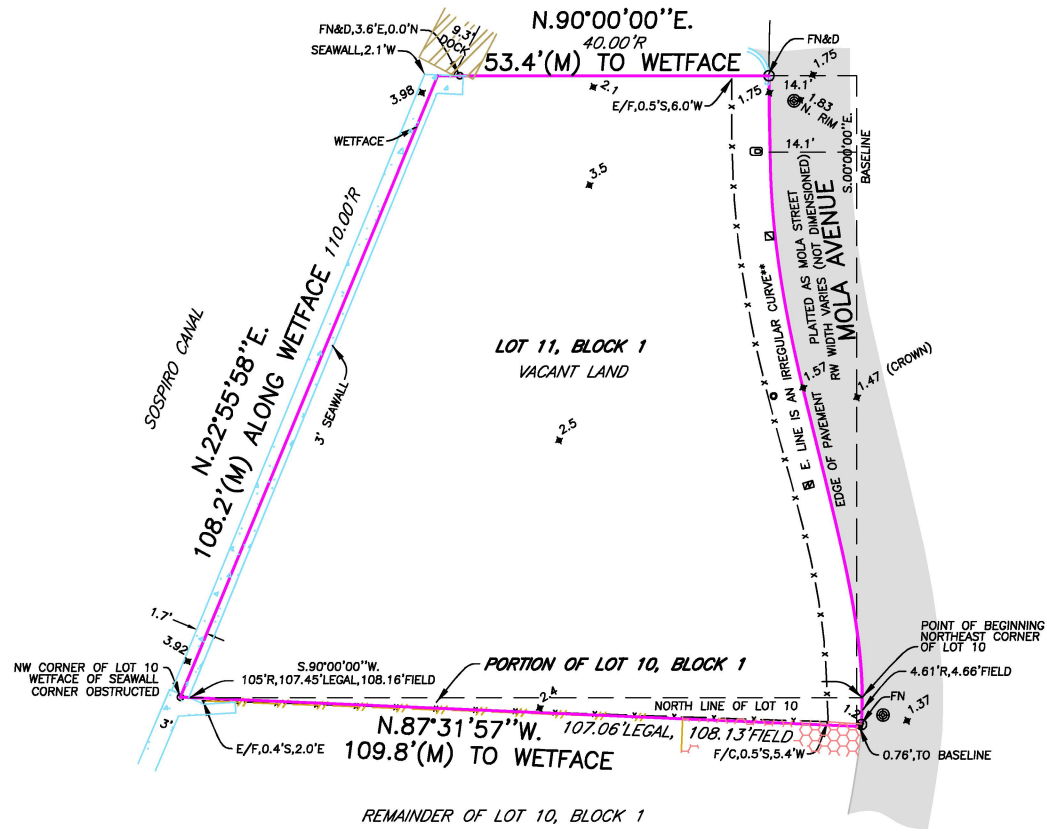 N.90°00'00''E.
40.00'R
53.4'(M) TO WETFACE
FN&D,3.6'E,0.0'N
SEAWALL,2.1'W
9.3'
DOCK
FN&D
1.75
3.98
2.1
E/F,0.5'S,6.0'W
1.75
14.1'
1.83
N. RIM
14.1'
S.00°00'00''E.
BASELINE
WETFACE
3.5
SOSPIRO CANAL
N.22°55'58''E. 110.00'R
108.2'(M) ALONG WETFACE
3' SEAWALL
LOT 11, BLOCK 1
VACANT LAND
2.5
E. LINE IS AN IRREGULAR CURVE**
EDGE OF PAVEMENT
PLATTED AS MOLA STREET
RW WIDTH VARIES (NOT DIMENSIONED)
MOLA AVENUE
1.57
1.47 (CROWN)
1.7'
3.92
NW CORNER OF LOT 10
WETFACE OF SEAWALL
CORNER OBSTRUCTED
3'
S.90°00'00''W.
105'R,107.45'LEGAL,108.16'FIELD
PORTION OF LOT 10, BLOCK 1
2.4
NORTH LINE OF LOT 10
POINT OF BEGINNING
NORTHEAST CORNER
OF LOT 10
4.61'R,4.66'FIELD
FN
1.37
E/F,0.4'S,2.0'E
N.87°31'57''W.
107.06'LEGAL, 108.13'FIELD
109.8'(M) TO WETFACE
F/C,0.5'S,5.4'W
0.76',TO BASELINE
REMAINDER OF LOT 10, BLOCK 1